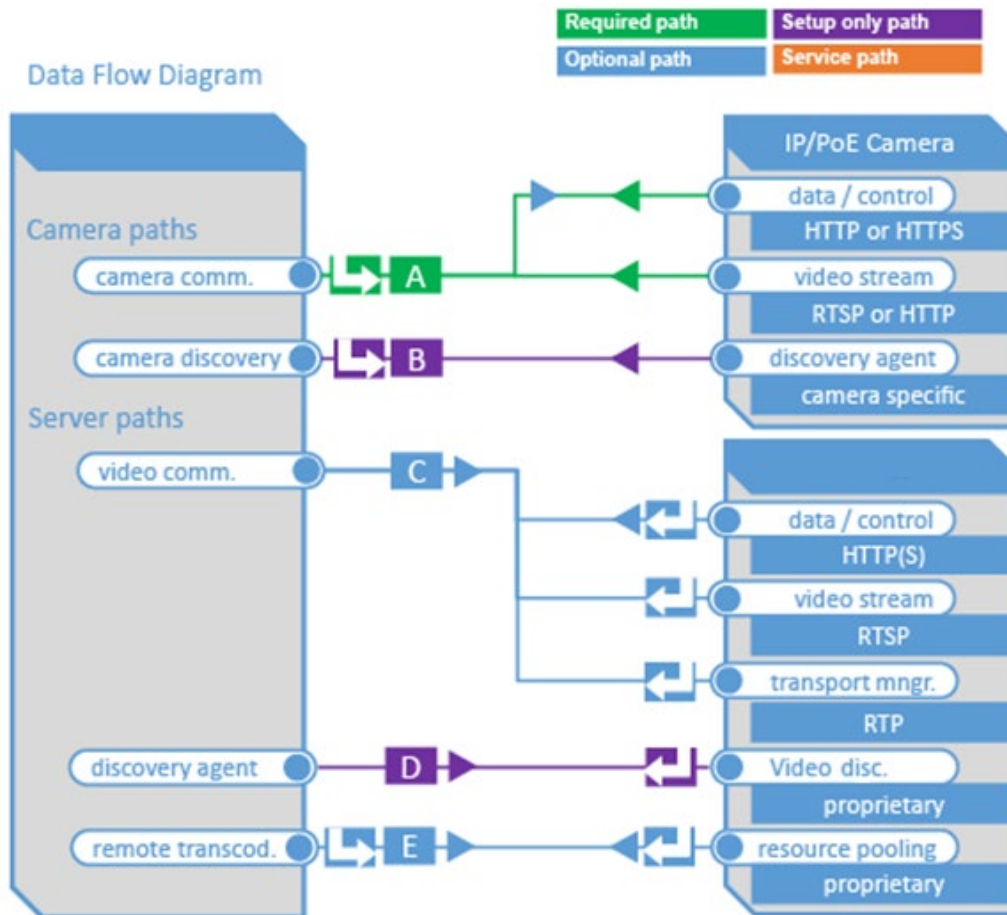 Required path
Setup only path
Optional path
Service path
Data Flow Diagram
IP/PoE Camera
data / control
HTTP or HTTPS
Camera paths
camera comm.
A
video stream
RTSP or HTTP
camera discovery
B
discovery agent
camera specific
Server paths
video comm.
C
data / control
HTTP(S)
video stream
RTSP
transport mngr.
RTP
discovery agent
D
Video disc.
proprietary
remote transcod.
E
resource pooling
proprietary